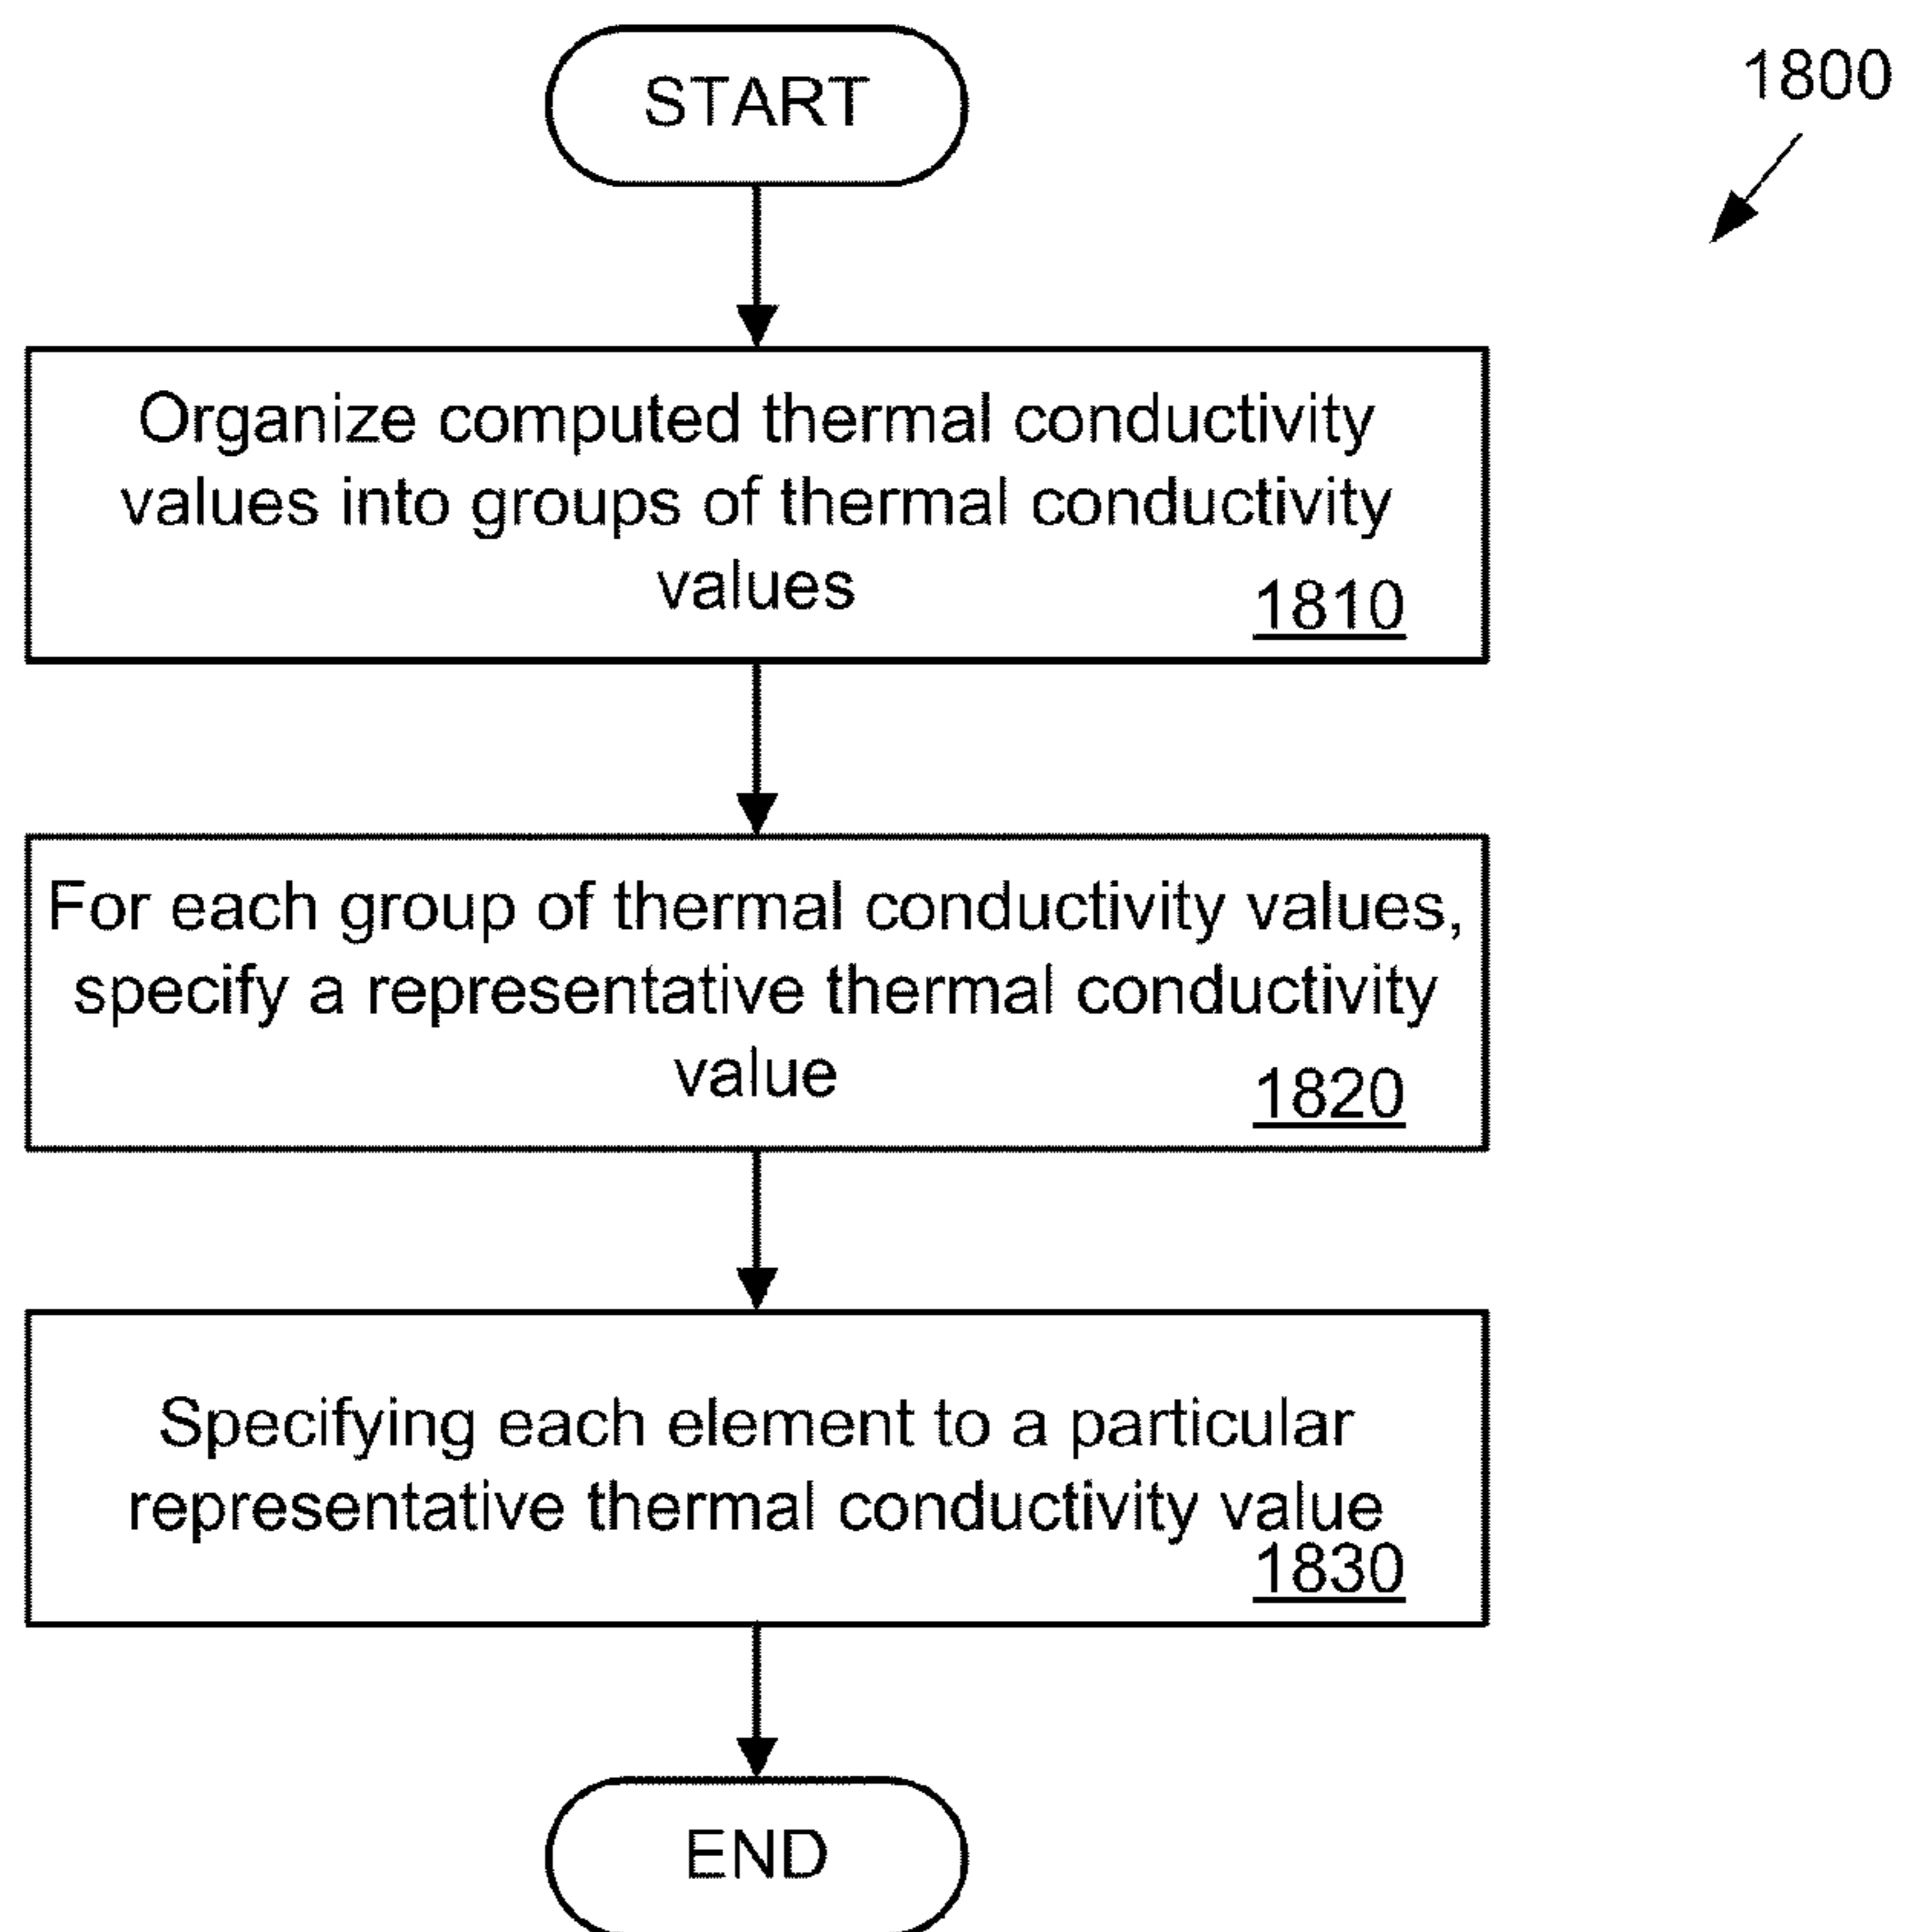 START
1800
Organize computed thermal conductivity
values into groups of thermal conductivity
values
1810
For each group of thermal conductivity values,
specify a representative thermal conductivity
value
1820
Specifying each element to a particular
representative thermal conductivity value
1830
END